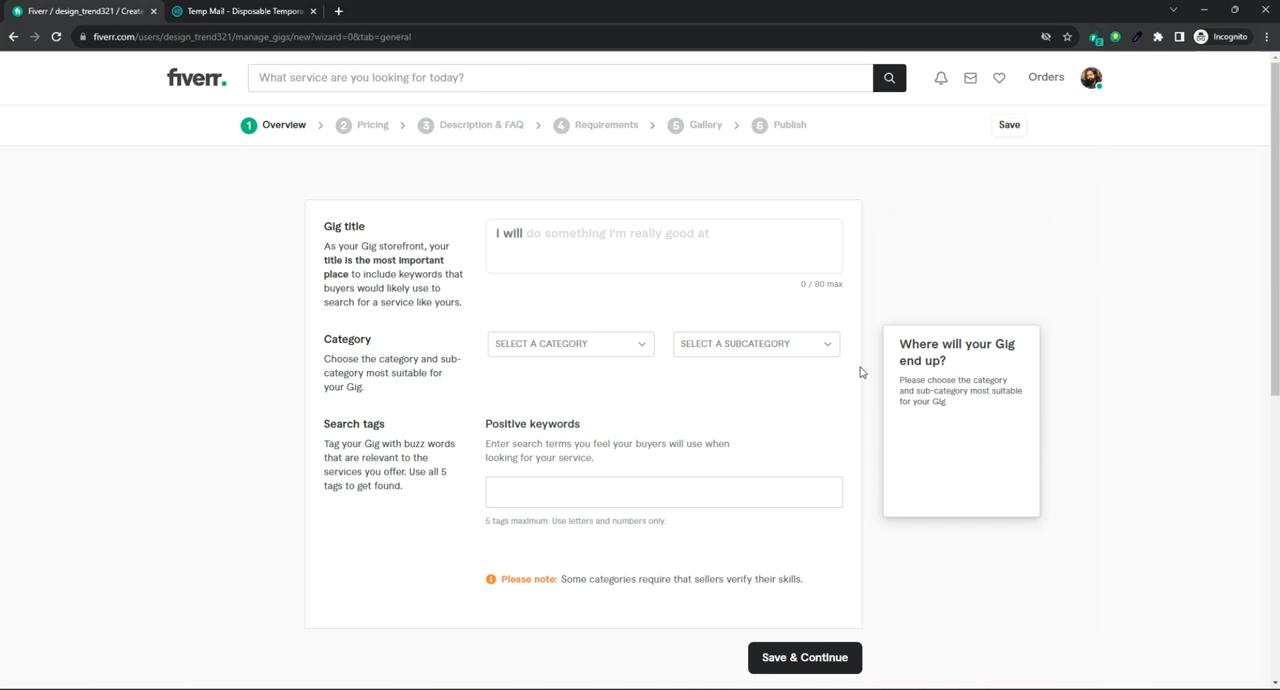 Fiverr / design_trend321 / Create
Temp Mail - Disposable Tempora
fiverr.com/users/design_trend321/manage_gigs/new?wizard=0&tab=general
2
Incognito
fiverr.
What service are you looking for today?
Orders
1 Overview
2 Pricing
3 Description & FAQ
4 Requirements
5 Gallery
6 Publish
Save
Gig title
As your Gig storefront, your
title is the most important
place to include keywords that
buyers would likely use to
search for a service like yours.
I will do something I'm really good at
0 / 80 max
Category
Choose the category and sub-
category most suitable for
your Gig.
SELECT A CATEGORY
SELECT A SUBCATEGORY
Where will your Gig
end up?
Please choose the category
and sub-category most suitable
for your Gig.
Search tags
Tag your Gig with buzz words
that are relevant to the
services you offer. Use all 5
tags to get found.
Positive keywords
Enter search terms you feel your buyers will use when
looking for your service.
5 tags maximum. Use letters and numbers only.
Please note: Some categories require that sellers verify their skills.
Save & Continue